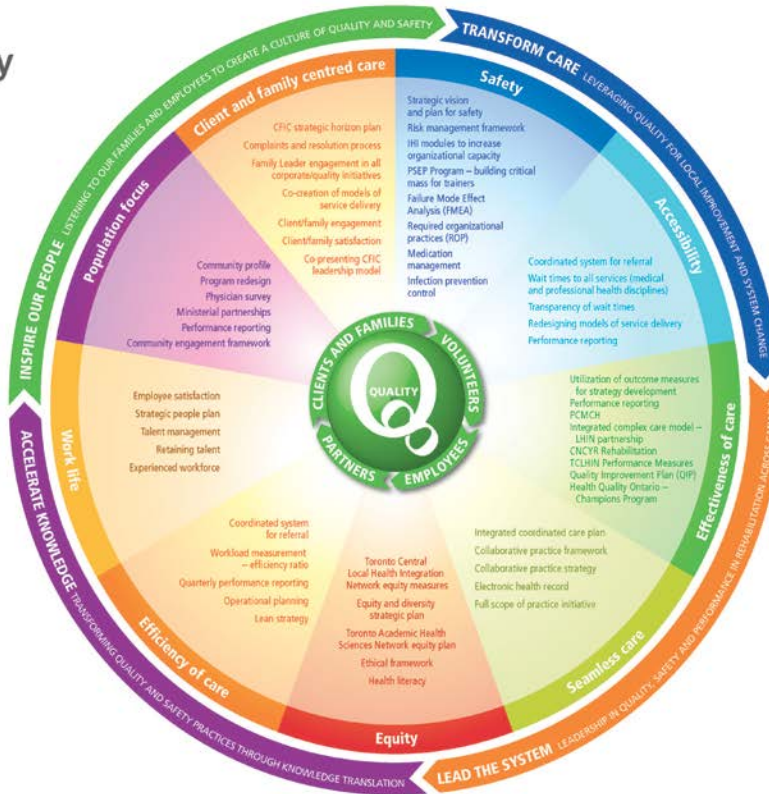 y
INSPIRE OUR PEOPLE LISTENING TO OUR FAMILIES AND EMPLOYEES TO CREATE A CULTURE OF QUALITY AND SAFETY
TRANSFORM CARE LEVERAGING QUALITY FOR LOCAL IMPROVEMENT AND SYSTEM CHANGE
LEAD THE SYSTEM LEADERSHIP IN QUALITY, SAFETY AND PERFORMANCE IN REHABILITATION ACROSS
ACCELERATE KNOWLEDGE TRANSFORMING QUALITY AND SAFETY PRACTICES THROUGH KNOWLEDGE TRANSLATION
Client and family centred care
CFIC strategic horizon plan
Complaints and resolution process
Family Leader engagement in all
corporate/quality initiatives
Co-creation of models of
service delivery
Client/family engagement
Client/family satisfaction
Co-presenting CFIC
leadership model
Safety
Strategic vision
and plan for safety
Risk management framework
IHI modules to increase
organizational capacity
PSEP Program – building critical
mass for trainers
Failure Mode Effect
Analysis (FMEA)
Required organizational
practices (ROP)
Medication
management
Infection prevention
control
Accessibility
Coordinated system for referral
Wait times to all services (medical
and professional health disciplines)
Transparency of wait times
Redesigning models of service delivery
Performance reporting
Effectiveness of care
Utilization of outcome measures
for strategy development
Performance reporting
PCMCH
Integrated complex care model –
LHIN partnership
CNCYR Rehabilitation
TCLHIN Performance Measures
Quality Improvement Plan (QIP)
Health Quality Ontario –
Champions Program
Seamless care
Integrated coordinated care plan
Collaborative practice framework
Collaborative practice strategy
Electronic health record
Full scope of practice initiative
Equity
Toronto Central
Local Health Integration
Network equity measures
Equity and diversity
strategic plan
Toronto Academic Health
Sciences Network equity plan
Ethical framework
Health literacy
Efficiency of care
Coordinated system
for referral
Workload measurement
– efficiency ratio
Quarterly performance reporting
Operational planning
Lean strategy
Work life
Employee satisfaction
Strategic people plan
Talent management
Retaining talent
Experienced workforce
Population focus
Community profile
Program redesign
Physician survey
Ministerial partnerships
Performance reporting
Community engagement framework
CLIENTS AND FAMILIES
VOLUNTEERS
EMPLOYEES
PARTNERS
QUALITY
Q